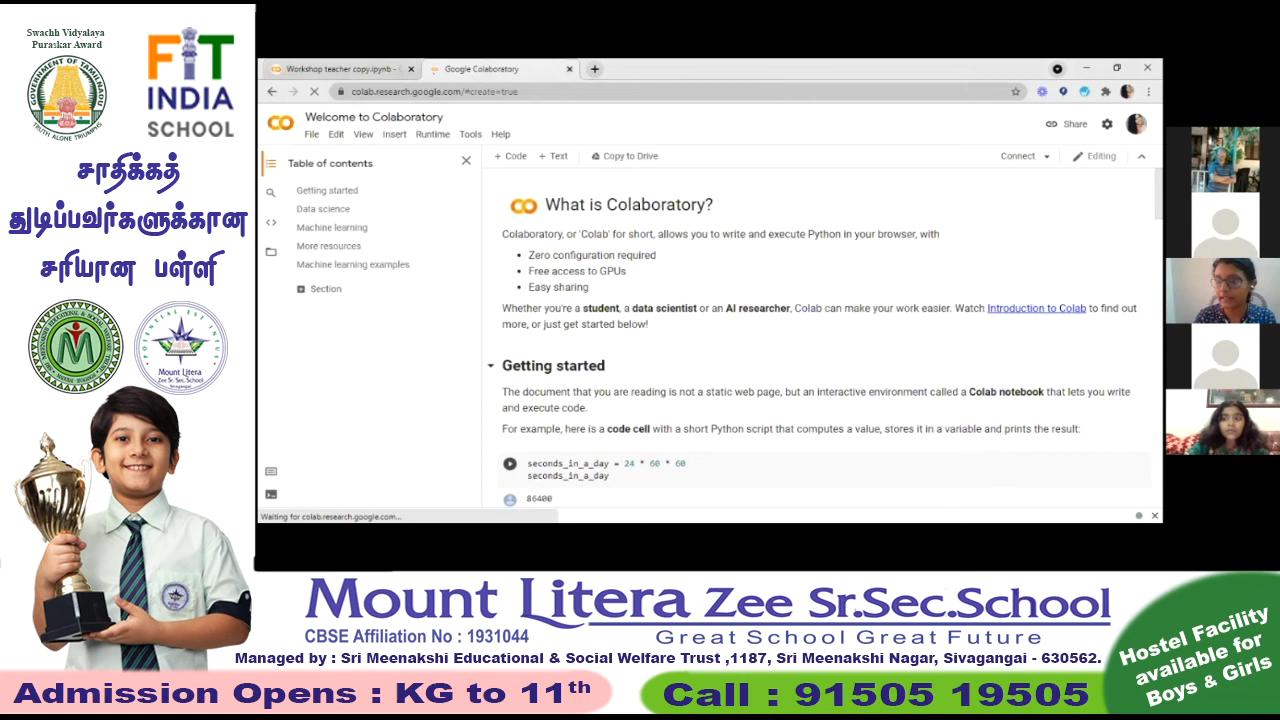 Swachh Vidyalaya
Puraskar Award
GOVERNMENT OF TAMILNADU
TRUTH ALONE TRIUMPHS
FIT
INDIA
SCHOOL
சாதிக்கத்
துடிப்பவர்களுக்கான
சரியான பள்ளி
POTENTIAL EST INTUS
Mount Litera
Zee Sr. Sec. School
Sivagangai
Workshop teacher copy.ipynb -
Google Colaboratory
colab.research.google.com/#create=true
Welcome to Colaboratory
File Edit View Insert Runtime Tools Help
Share
Table of contents
+ Code + Text Copy to Drive
Connect
Editing
Getting started
Data science
Machine learning
More resources
Machine learning examples
Section
What is Colaboratory?
Colaboratory, or 'Colab' for short, allows you to write and execute Python in your browser, with
• Zero configuration required
• Free access to GPUs
• Easy sharing
Whether you're a student, a data scientist or an AI researcher, Colab can make your work easier. Watch Introduction to Colab to find out
more, or just get started below!
Getting started
The document that you are reading is not a static web page, but an interactive environment called a Colab notebook that lets you write
and execute code.
For example, here is a code cell with a short Python script that computes a value, stores it in a variable and prints the result:
seconds_in_a_day = 24 * 60 * 60
seconds_in_a_day
86400
Waiting for colab.research.google.com...
Mount Litera Zee Sr.Sec.School
CBSE Affiliation No : 1931044
Great School Great Future
Managed by : Sri Meenakshi Educational & Social Welfare Trust ,1187, Sri Meenakshi Nagar, Sivagangai - 630562.
Admission Opens : KG to 11th
Call : 91505 19505
Hostel Facility
available for
Boys & Girls